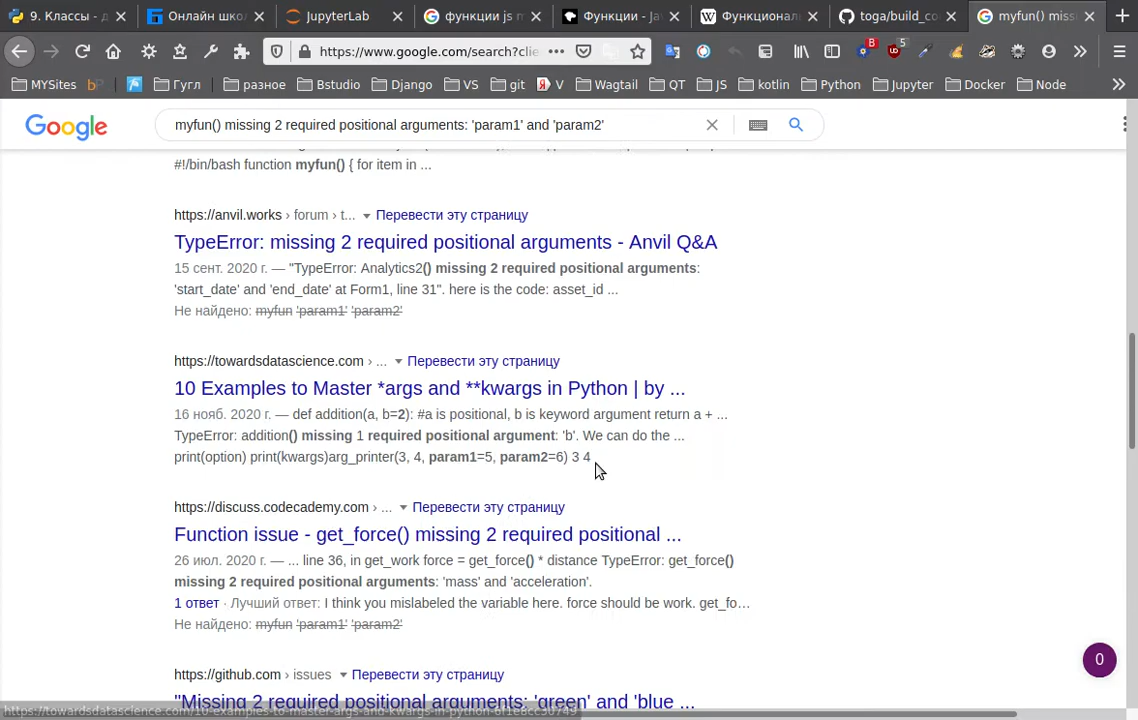 9. Классы - д
Онлайн шко
JupyterLab
функции js m
Функции - Ja
Функционал
toga/build_co
myfun() miss
https://www.google.com/search?clie
B
5
MYSites
Гугл
разное
Bstudio
Django
VS
git
V
Wagtail
QT
JS
kotlin
Python
Jupyter
Docker
Node
Google
myfun() missing 2 required positional arguments: 'param1' and 'param2'
#!/bin/bash function myfun() { for item in ...
https://anvil.works › forum › t... Перевести эту страницу
TypeError: missing 2 required positional arguments - Anvil Q&A
15 сент. 2020 г. — "TypeError: Analytics2() missing 2 required positional arguments:
'start_date' and 'end_date' at Form1, line 31". here is the code: asset_id ...
Не найдено: myfun 'param1' 'param2'
https://towardsdatascience.com › ... Перевести эту страницу
10 Examples to Master *args and **kwargs in Python | by ...
16 нояб. 2020 г. — def addition(a, b=2): #a is positional, b is keyword argument return a + ...
TypeError: addition() missing 1 required positional argument: 'b'. We can do the ...
print(option) print(kwargs)arg_printer(3, 4, param1=5, param2=6) 3 4
https://discuss.codecademy.com › ... Перевести эту страницу
Function issue - get_force() missing 2 required positional ...
26 июл. 2020 г. — ... line 36, in get_work force = get_force() * distance TypeError: get_force()
missing 2 required positional arguments: 'mass' and 'acceleration'.
1 ответ · Лучший ответ: I think you mislabeled the variable here. force should be work. get_fo...
Не найдено: myfun 'param1' 'param2'
0
https://github.com › issues Перевести эту страницу
"Missing 2 required positional arguments: 'green' and 'blue ...